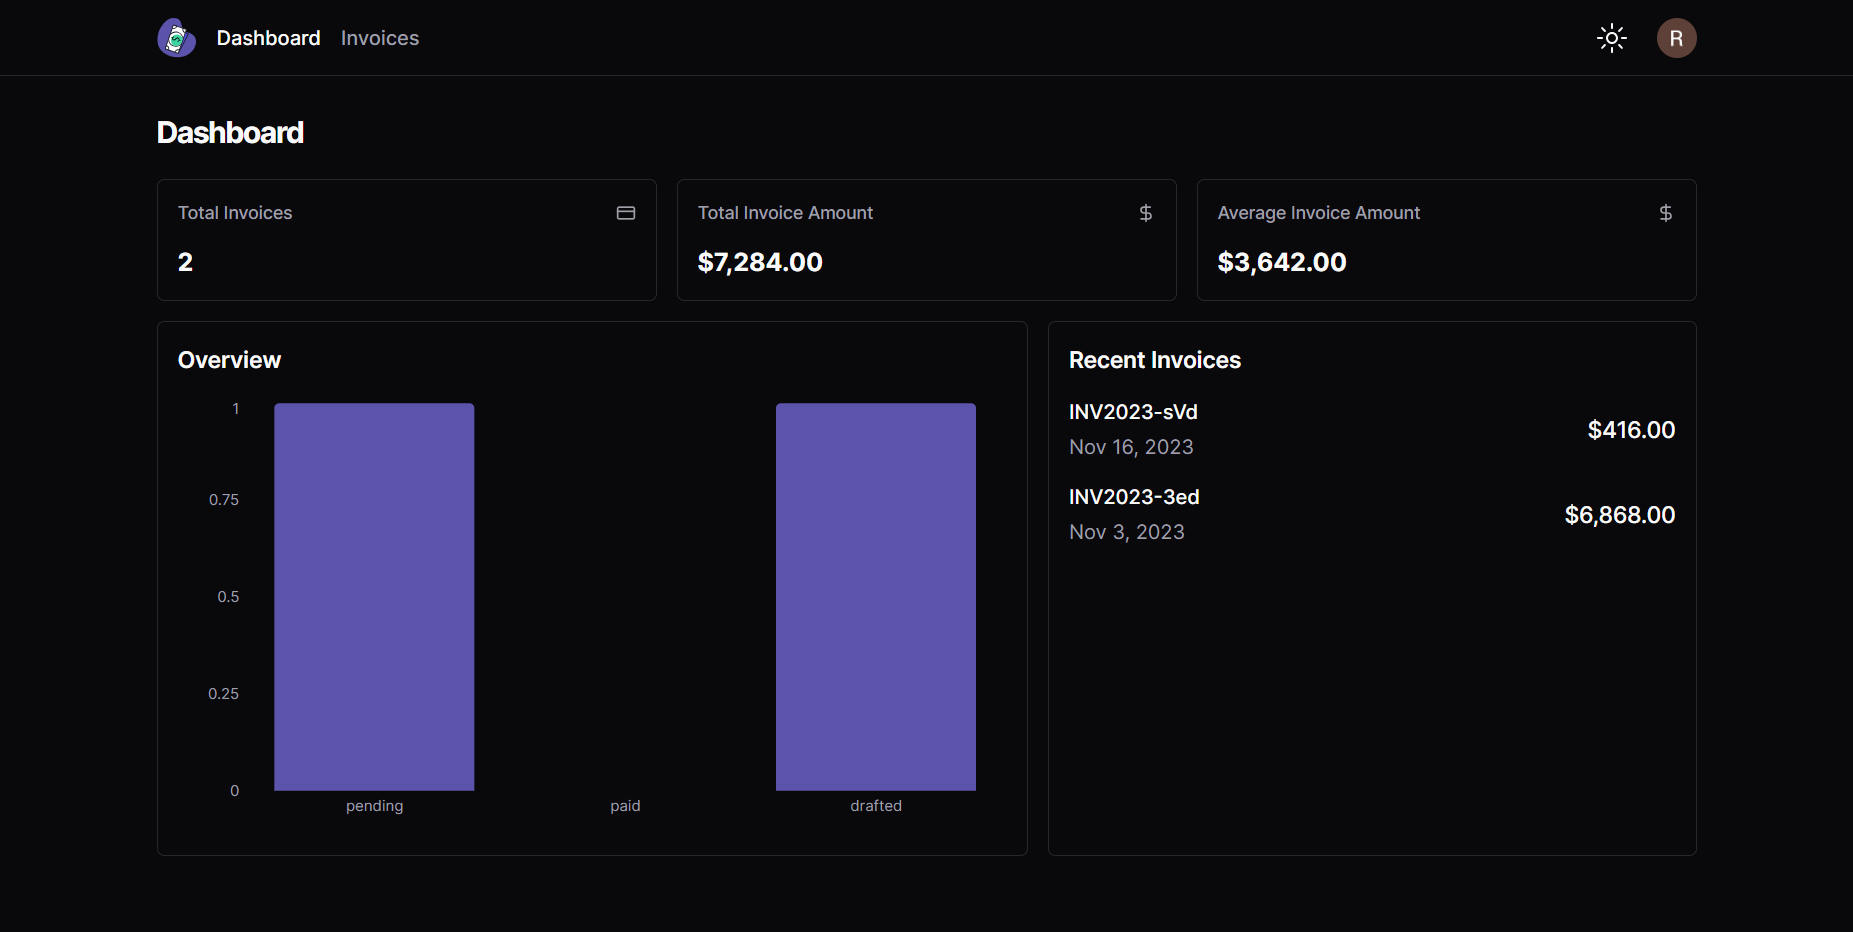 Dashboard Invoices
R
Dashboard
Total Invoices
2
Total Invoice Amount
$7,284.00
Average Invoice Amount
$3,642.00
Overview
1
0.75
0.5
0.25
0
pending paid drafted
Recent Invoices
INV2023-sVd
Nov 16, 2023
$416.00
INV2023-3ed
Nov 3, 2023
$6,868.00